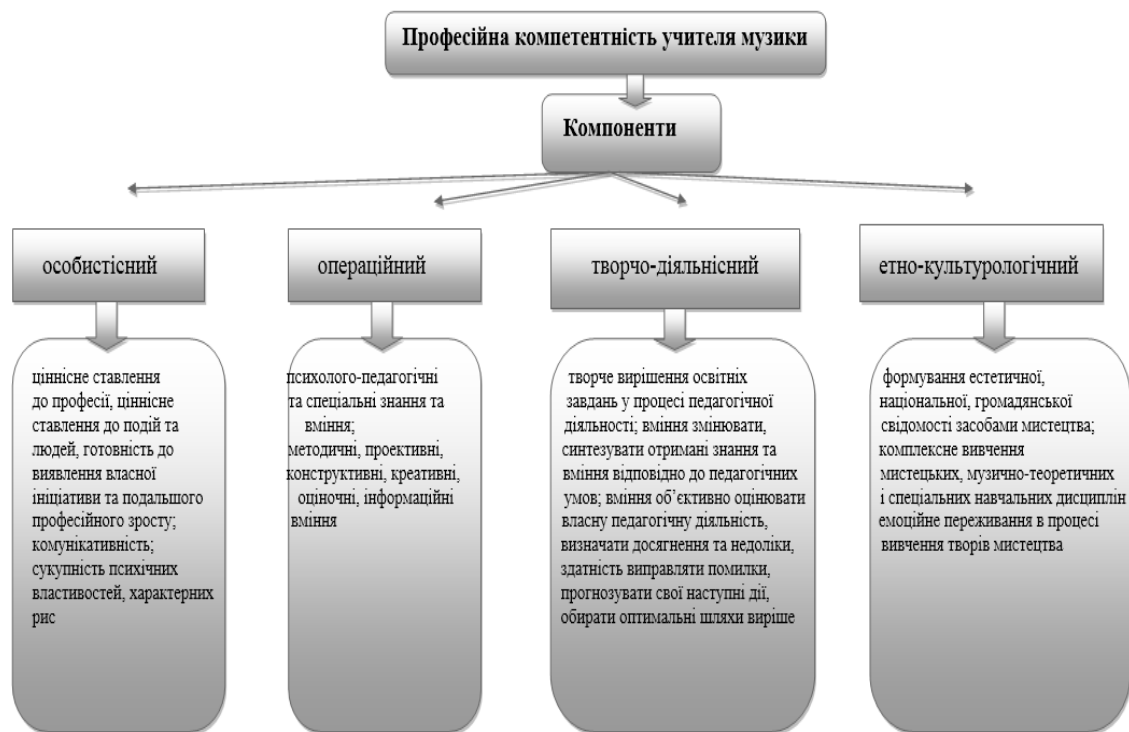 Професійна компетентність учителя музики
Компоненти
особистісний
операційний
творчо-діяльнісний
етно-культурологічний
ціннісне ставлення
до професії, ціннісне
ставлення до подій та
людей, готовність до
виявлення власної
ініціативи та подальшого
професійного зросту;
комунікативність;
сукупність психічних
властивостей, характерних
рис
психолого-педагогічні
та спеціальні знання та
вміння;
методичні, проективні,
конструктивні, креативні,
оціночні, інформаційні
вміння
творче вирішення освітніх
завдань у процесі педагогічної
діяльності; вміння змінювати,
синтезувати отримані знання та
вміння відповідно до педагогічних
умов; вміння об’єктивно оцінювати
власну педагогічну діяльність,
визначати досягнення та недоліки,
здатність виправляти помилки,
прогнозувати свої наступні дії,
обирати оптимальні шляхи виріше
формування естетичної,
національної, громадянської
свідомості засобами мистецтва;
комплексне вивчення
мистецьких, музично-теоретичних
і спеціальних навчальних дисциплін
емоційне переживання в процесі
вивчення творів мистецтва